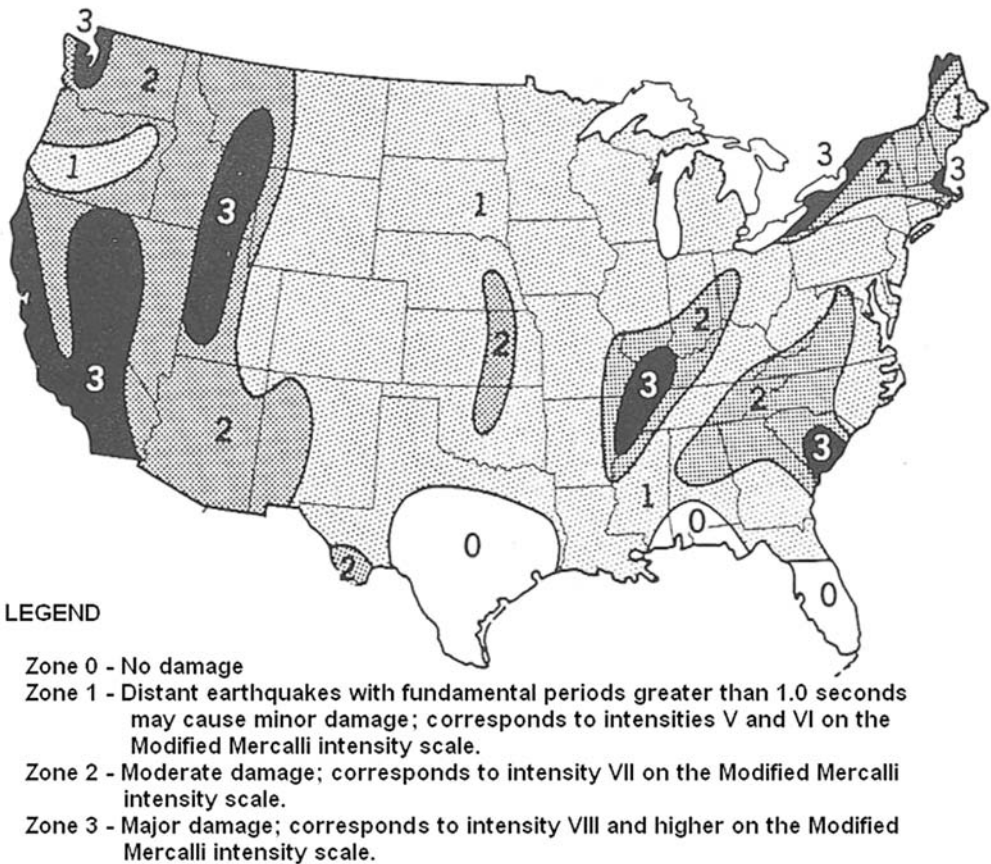 3
2
1
3
3
2
1
2
3
2
3
1
0
2
0
0
2
3
1
2
3
1
3
LEGEND
Zone 0 - No damage
Zone 1 - Distant earthquakes with fundamental periods greater than 1.0 seconds
may cause minor damage; corresponds to intensities V and VI on the
Modified Mercalli intensity scale.
Zone 2 - Moderate damage; corresponds to intensity VII on the Modified Mercalli
intensity scale.
Zone 3 - Major damage; corresponds to intensity VIII and higher on the Modified
Mercalli intensity scale.